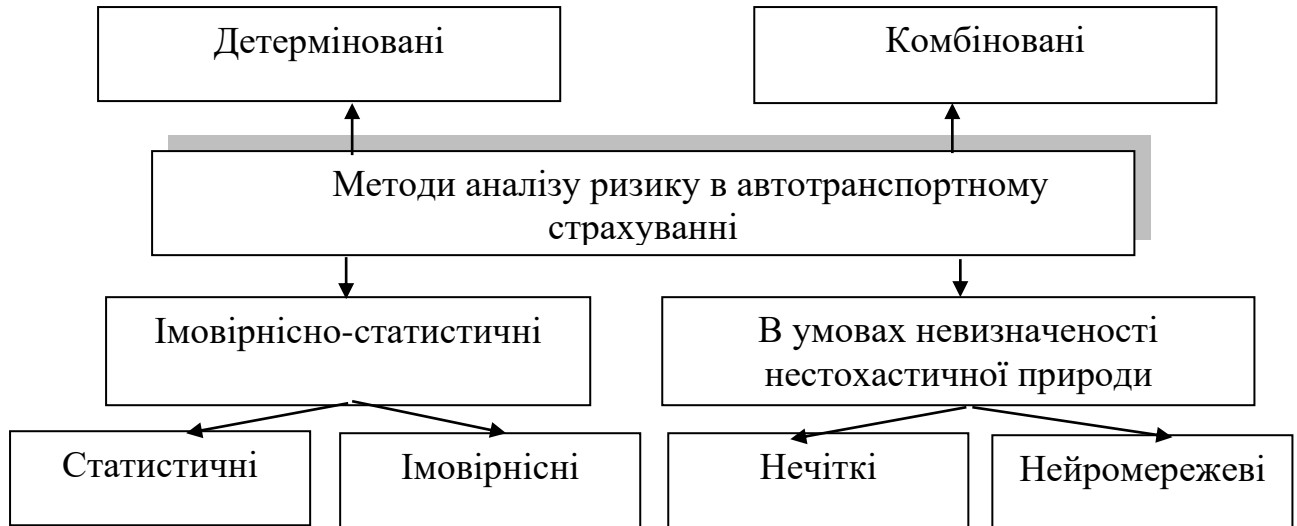 Детерміновані
Комбіновані
Методи аналізу ризику в автотранспортному
страхуванні
Імовірнісно-статистичні
В умовах невизначеності
нестохастичної природи
Статистичні
Імовірнісні
Нечіткі
Нейромережеві